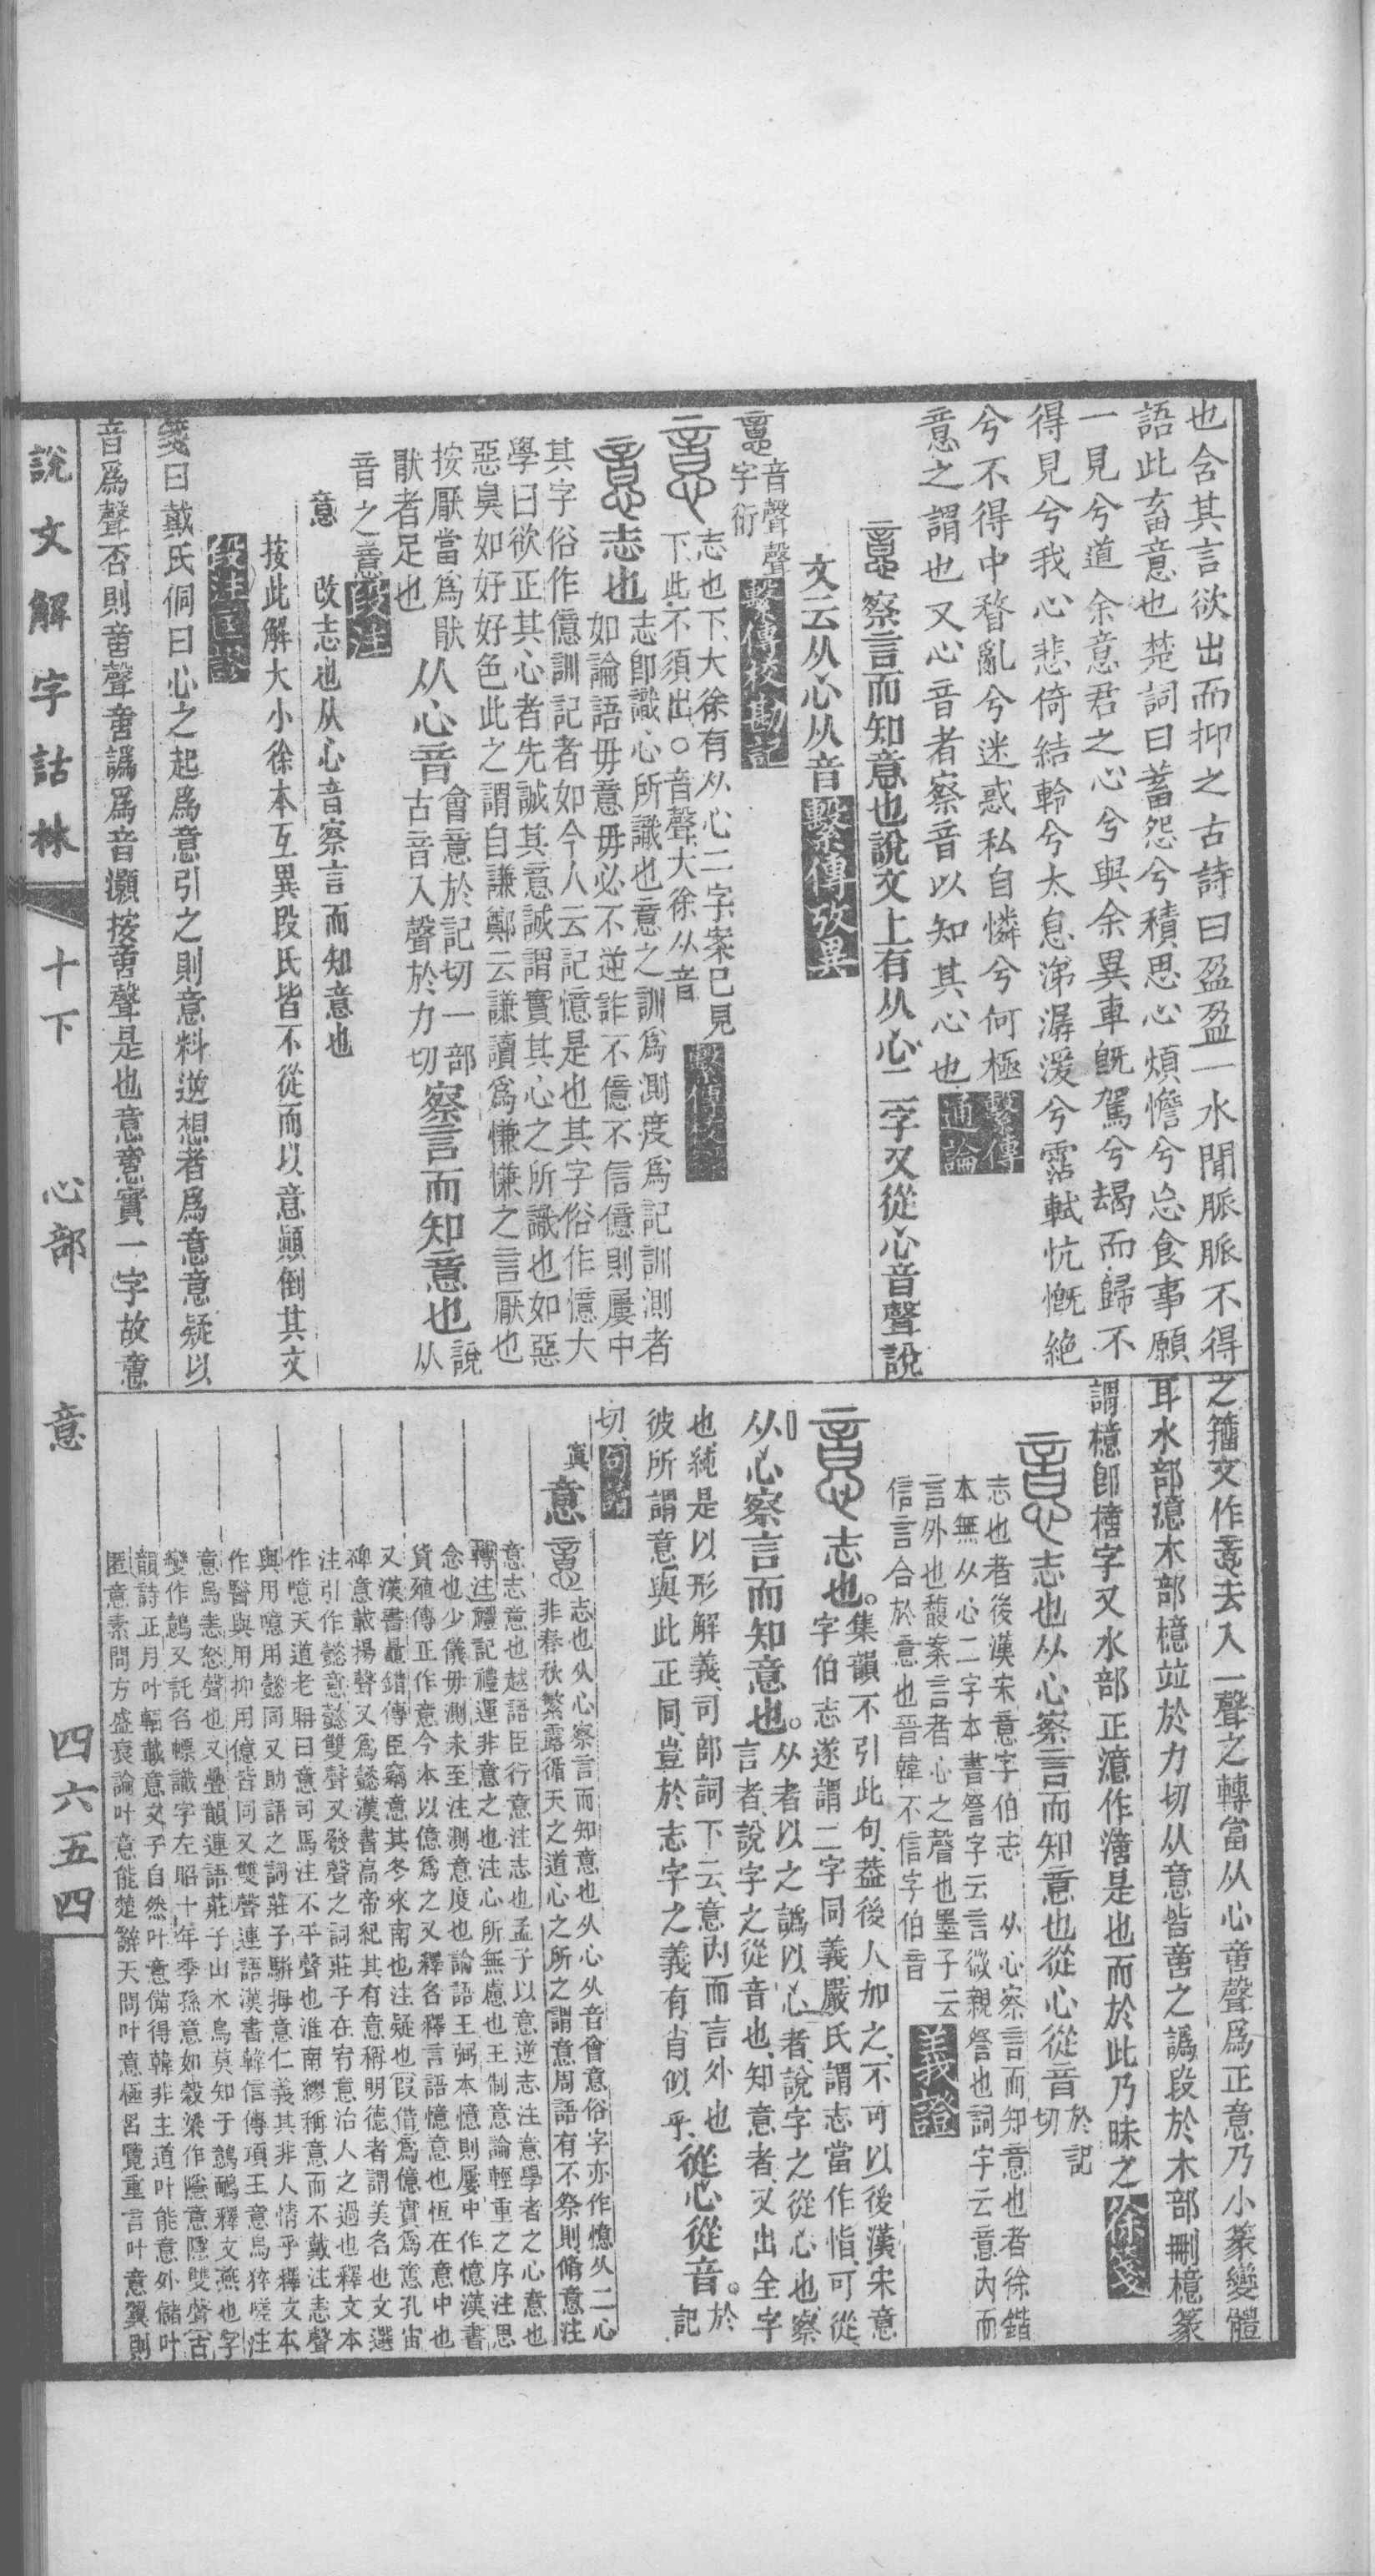 也含其言欲出而抑之古詩曰盈盈一水間脈脈不得
語此畜意也楚詞曰蓄怨兮積思心煩憺兮忘食事願
一見兮道余意君之心兮與余異車既駕兮朅而歸不
得見兮我心悲倚結軨兮太息涕潺湲兮霑軾忼慨絶
兮不得中瞀亂兮迷惑私自憐兮何極繫傳
意之謂也又心音者察音以知其心也通論
察言而知意也說文上有从心二字又從心音聲說
文云从心从音繫傳攷異
音聲聲
字衍
繫傳校勘記
志也下大徐有从心二字案已見
下此不須出○音聲大徐从音
繫傳校錄
志也
志卽識心所識也意之訓爲測度爲記訓測者
如論語毋意毋必不逆詐不億不信億則屢中
其字俗作億訓記者如今人云記憶是也其字俗作憶大
學曰欲正其心者先誠其意誠謂實其心之所識也如惡
惡臭如好好色此之謂自謙鄭云謙讀爲慊慊之言厭也
按厭當爲猒
猒者足也
从心音
會意於記切一部
古音入聲於力切
察言而知意也
說从
音之意
段注
意 改志也从心音察言而知意也
按此解大小徐本互異段氏皆不從而以意顚倒其文
段注匡謬
箋曰戴氏侗曰心之起爲意引之則意料逆想者爲意意疑以
音爲聲否則啻聲啻譌爲音灝按啻聲是也意意實一字故意
之籀文作去入一聲之轉當从心啻聲爲正意乃小篆變體
耳水部澺木部檍竝於力切从意皆啻之譌段於木部刪檍篆
謂檍卽字又水部正澺作是也而於此乃昧之徐箋
志也从心察言而知意也從心從音
於記
切
志也者後漢宋意字伯志 从心察言而知意也者徐鍇
本無从心二字本書詧字云言微親詧也詞字云意內而
言外也馥案言者心之聲也墨子云
信言合於意也晉韓不信字伯音
義證
志也。
集韻不引此句、葢後人加之、不可以後漢宋意
字伯志、遂謂二字同義、嚴氏謂志當作恉、可從
从心察言而知意也。
从者以之譌、以心者、說字之從心也、察
言者、說字之從音也、知意者、又出全字
也、純是以形解義、司部詞下云、意內而言外也
彼所謂意、與此正同、豈於志字之義有肖似乎、
從心從音。
於記
切、句讀
意
志也从心察言而知意也从心从音會意俗字亦作憶从二心
非春秋繁露循天之道心之所之謂意周語有不祭則脩意注
意志意也越語臣行意注志也孟子以意逆志注意學者之心意也
轉注禮記禮運非意之也注心所無慮也王制意論輕重之序注思
念也少儀毋測未至注測意度也論語王弼本憶則屢中作憶漢書
貨殖傳正作意今本以億爲之又釋名釋言語憶意也恆在意中也
又漢書鼂錯傳臣竊意其冬來南也注疑也叚借爲億實爲意孔宙
碑意載揚聲又爲懿漢書高帝紀其有意稱明德者謂美名也文選
注引作懿意懿雙聲又發聲之詞莊子在宥意治人之過也釋文本
作噫天道老耼曰意司馬注不平聲也淮南繆稱意而不戴注志聲
與用噫用懿同又助語之詞莊子駢拇意仁義其非人情乎釋文本
作醫與用抑用億皆同又雙聲連語漢書韓信傳項王意烏猝嗟注
意烏恚怒聲也又疊韻連語莊子山木鳥莫知于鷾鴯釋文燕也字
變作鷾又託名幖識字左昭十年季孫意如穀梁作隱意隱雙聲古
韻詩正月叶輻載意文子自然叶意備得韓非主道叶能意外儲叶
匿意素問方盛衰論叶意能楚辭天問叶意極呂覽重言叶意翼則
說文解字詁林 十下 心部 意 四六五四